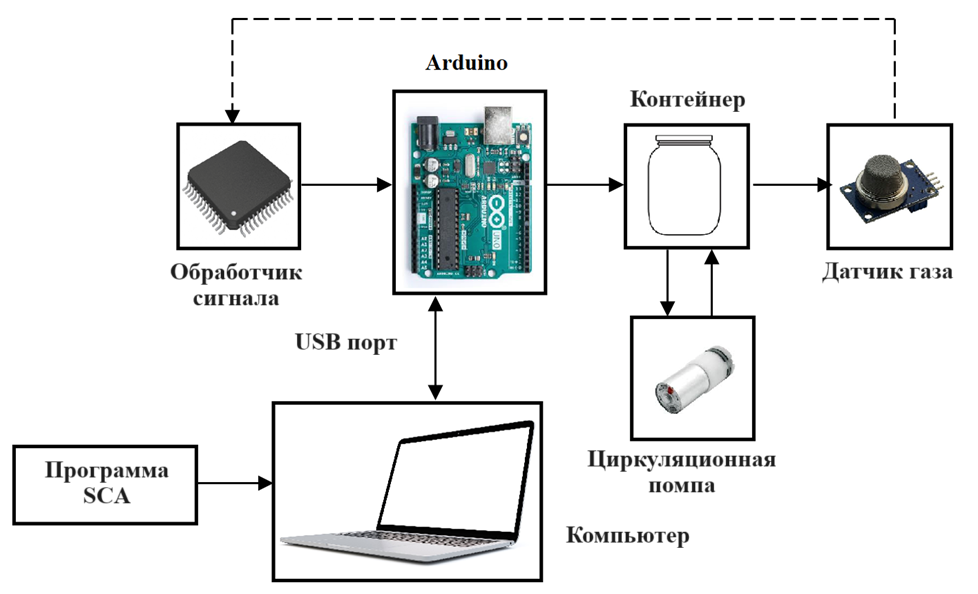 Arduino
Контейнер
Обработчик
сигнала
Датчик газа
USB порт
Циркуляционная
помпа
Программа
SCA
Компьютер